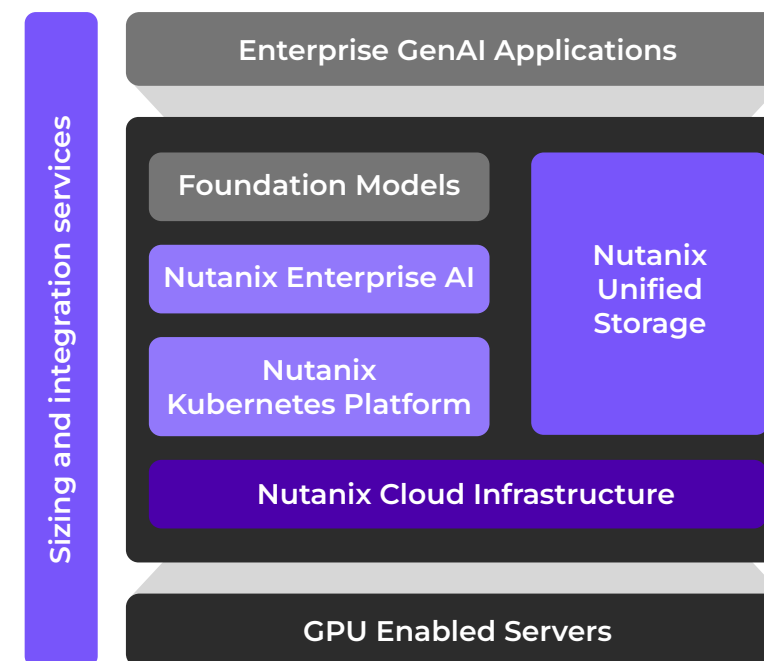 Sizing and integration services
Enterprise GenAI Applications
Foundation Models
Nutanix Enterprise AI
Nutanix
Kubernetes Platform
Nutanix
Unified
Storage
Nutanix Cloud Infrastructure
GPU Enabled Servers